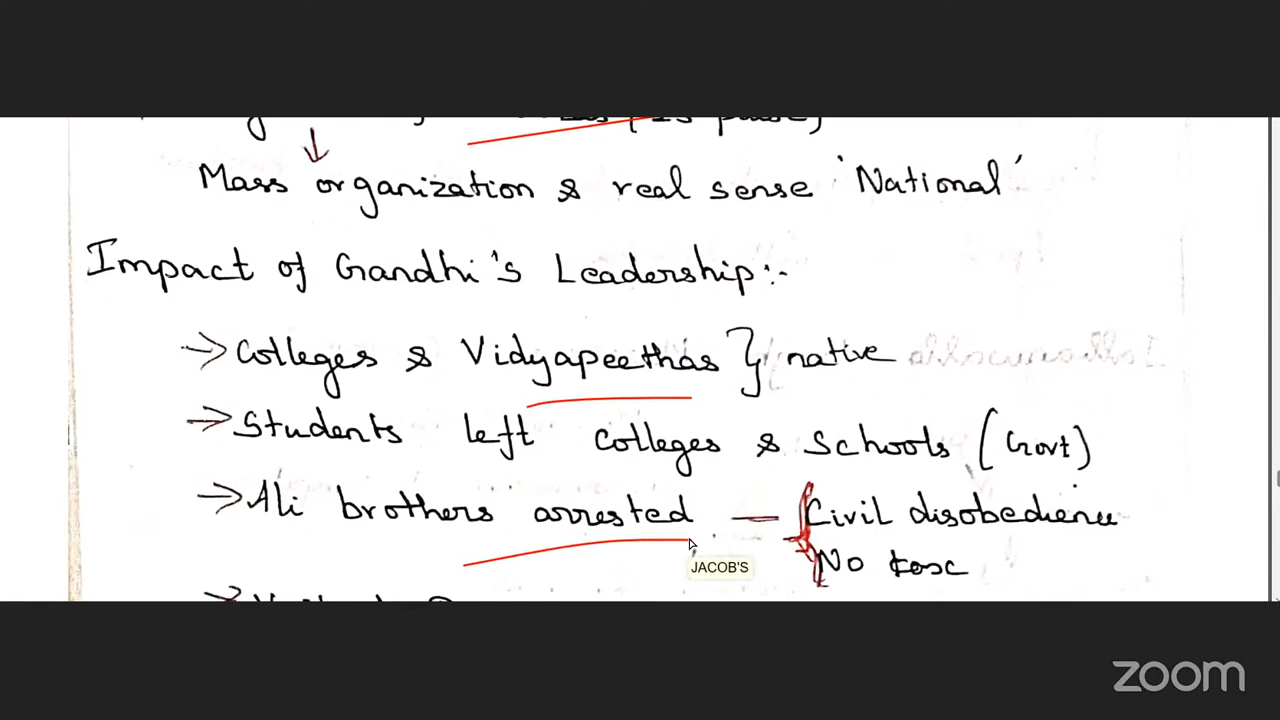 Mass organization & real sense 'National'
Impact of Gandhi's Leadership:-
→ Colleges & Vidyapeethas } native
→ Students left colleges & schools (Govt)
→ Ali brothers arrested — { Civil disobedience
No tax
JACOB'S
zoom